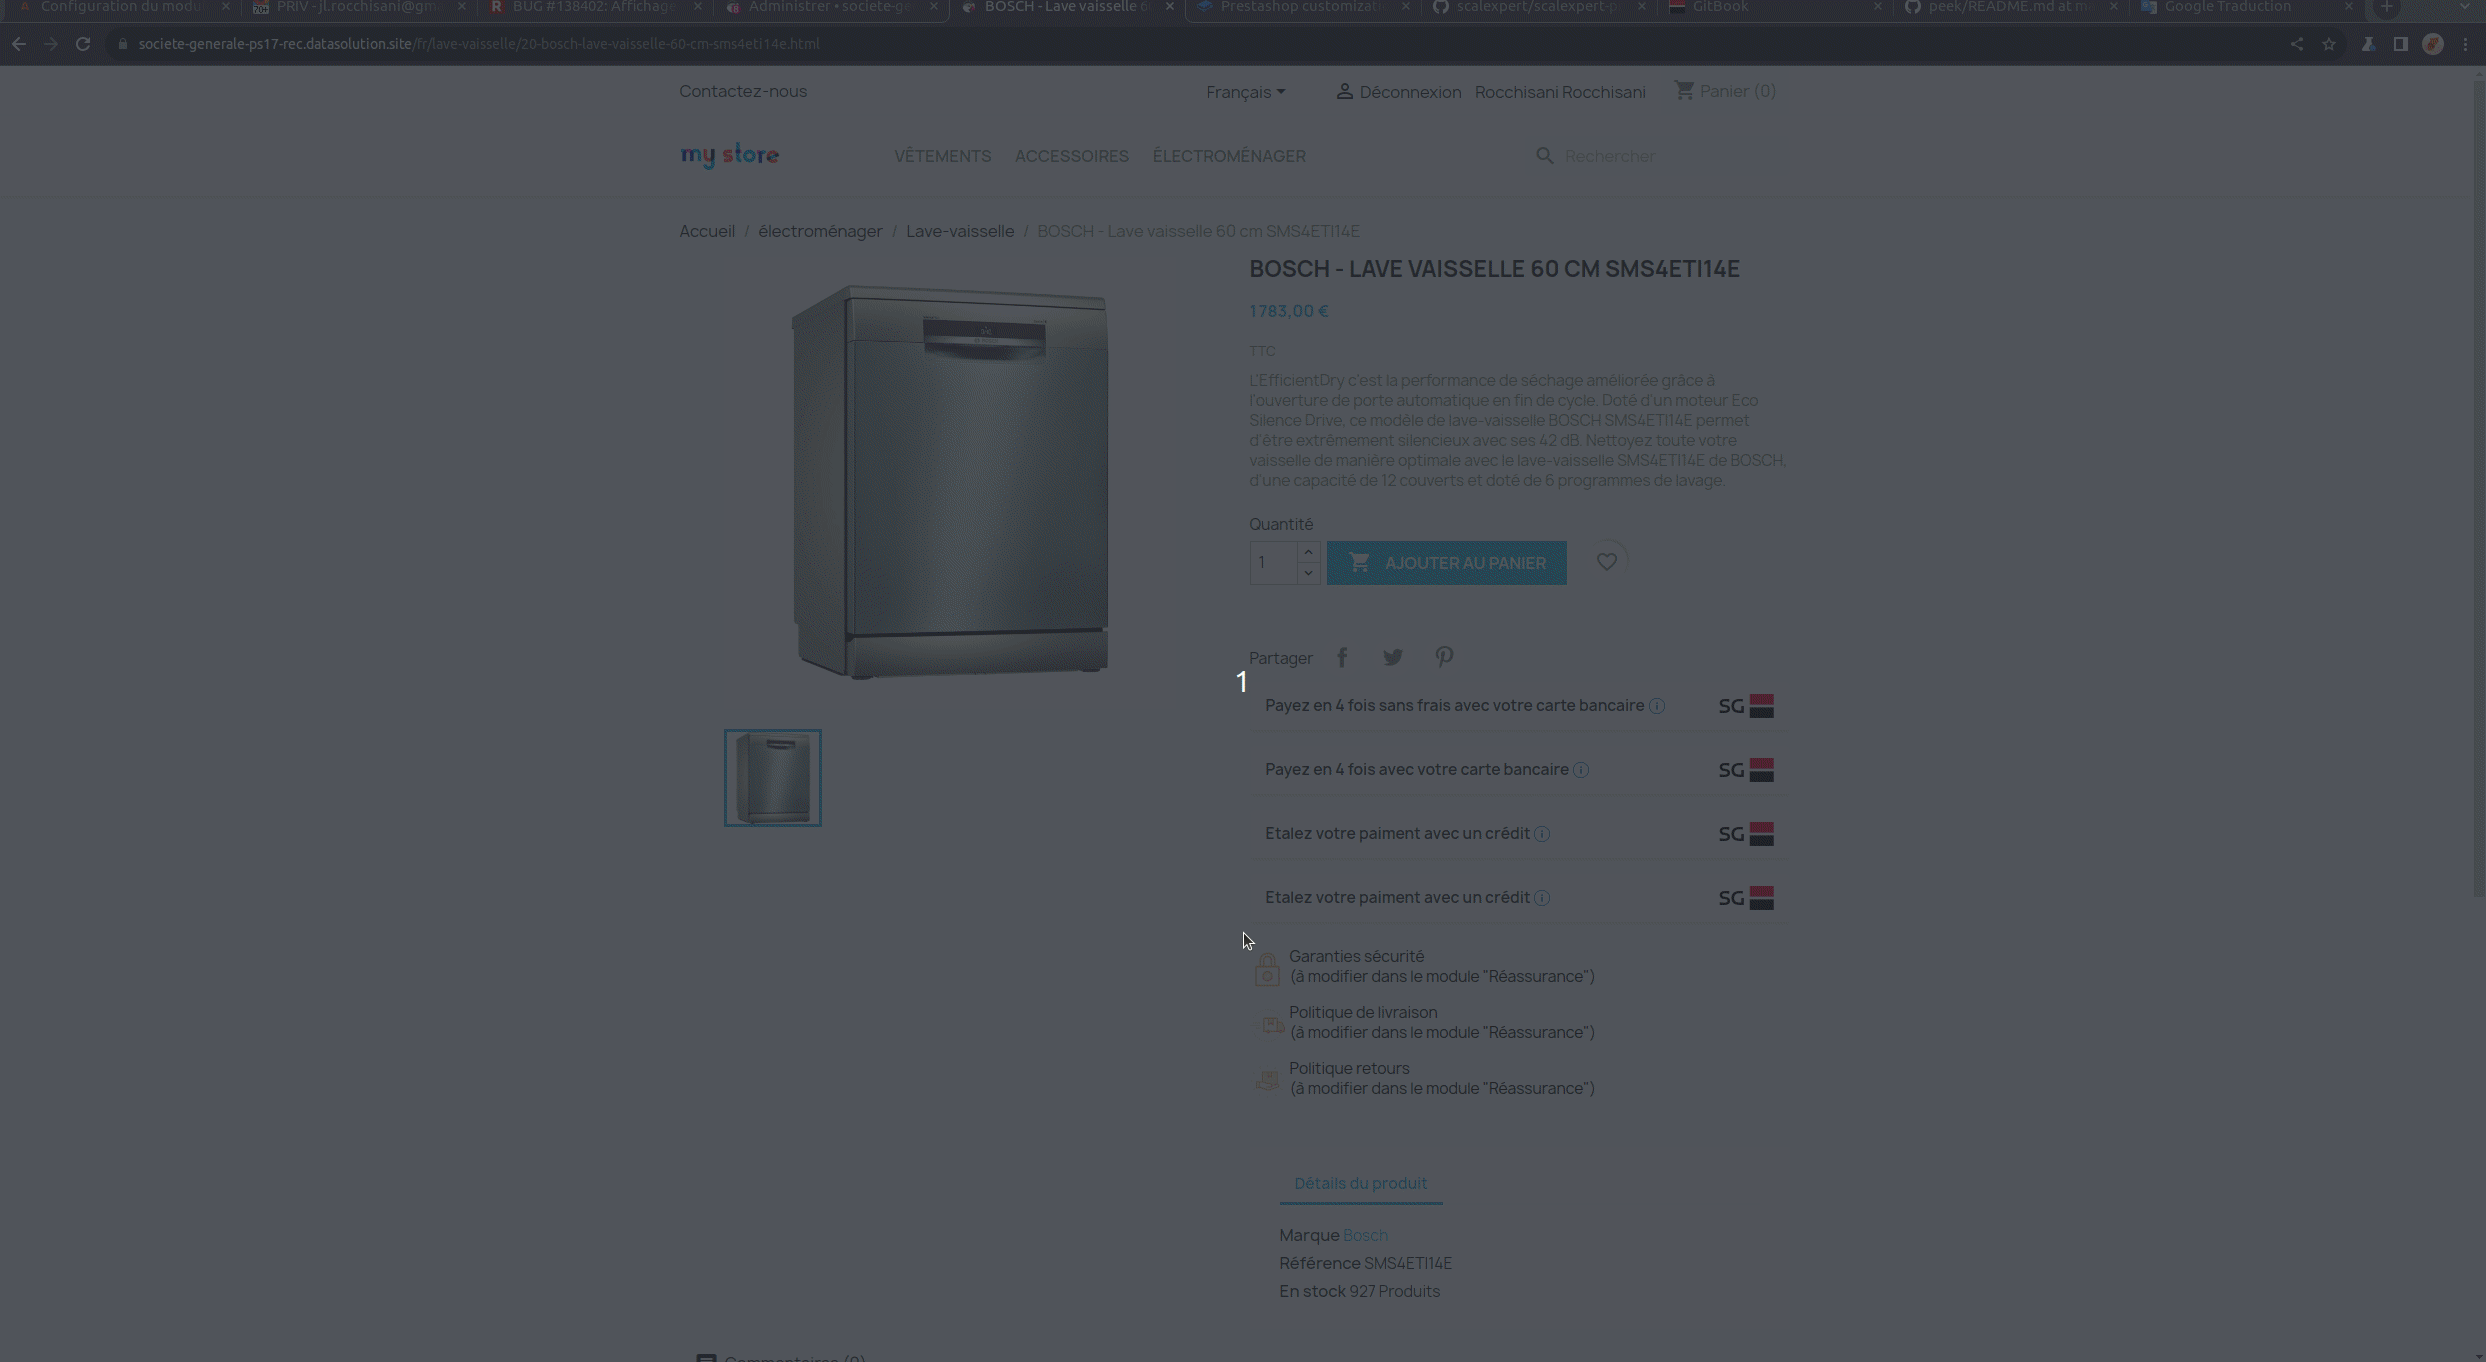 Configuration du modu
PRIV - jl.rocchisani@gm
BUG #138402: Affichage
Administrer • societe-ge
BOSCH - Lave vaisselle 6
Prestashop customizati
scalexpert/scalexpert-p
GitBook
peek/README.md at m
Google Traduction
societe-generale-ps17-rec.datasolution.site/fr/lave-vaisselle/20-bosch-lave-vaisselle-60-cm-sms4eti14e.html
Contactez-nous
Français
Déconnexion
Rocchisani Rocchisani
Panier (0)
my store
VÊTEMENTS
ACCESSOIRES
ÉLECTROMÉNAGER
Rechercher
Accueil / électroménager / Lave-vaisselle / BOSCH - Lave vaisselle 60 cm SMS4ETI14E
BOSCH - LAVE VAISSELLE 60 CM SMS4ETI14E
1 783,00 €
TTC
L'EfficientDry c'est la performance de séchage améliorée grâce à
l'ouverture de porte automatique en fin de cycle. Doté d'un moteur Eco
Silence Drive, ce modèle de lave-vaisselle BOSCH SMS4ETI14E permet
d'être extrêmement silencieux avec ses 42 dB. Nettoyez toute votre
vaisselle de manière optimale avec le lave-vaisselle SMS4ETI14E de BOSCH,
d'une capacité de 12 couverts et doté de 6 programmes de lavage.
Quantité
1
AJOUTER AU PANIER
Partager
1
Payez en 4 fois sans frais avec votre carte bancaire
SG
Payez en 4 fois avec votre carte bancaire
SG
Etalez votre paiment avec un crédit
SG
Etalez votre paiment avec un crédit
SG
Garanties sécurité
(à modifier dans le module "Réassurance")
Politique de livraison
(à modifier dans le module "Réassurance")
Politique retours
(à modifier dans le module "Réassurance")
Détails du produit
Marque Bosch
Référence SMS4ETI14E
En stock 927 Produits
Commentaires (0)